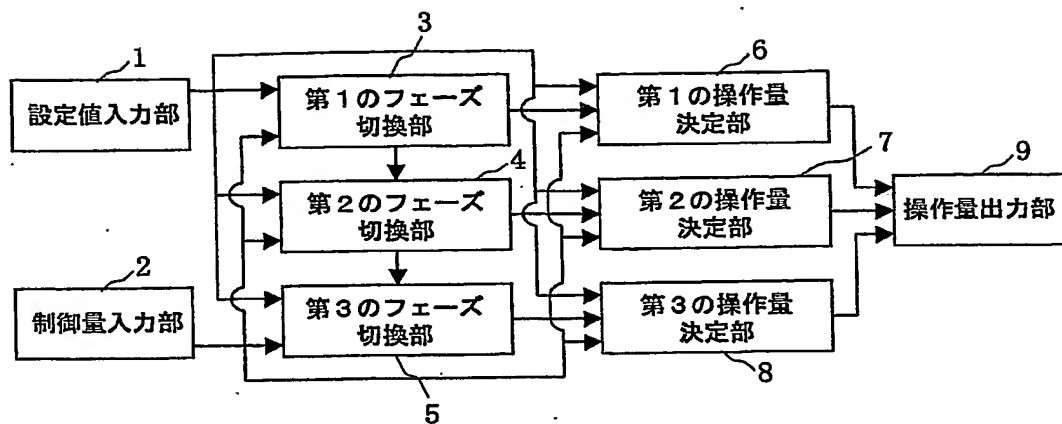 1
設定値入力部
2
制御量入力部
3
第1のフェーズ
切換部
4
第2のフェーズ
切換部
第3のフェーズ
切換部
5
6
第1の操作量
決定部
7
第2の操作量
決定部
第3の操作量
決定部
8
9
操作量出力部